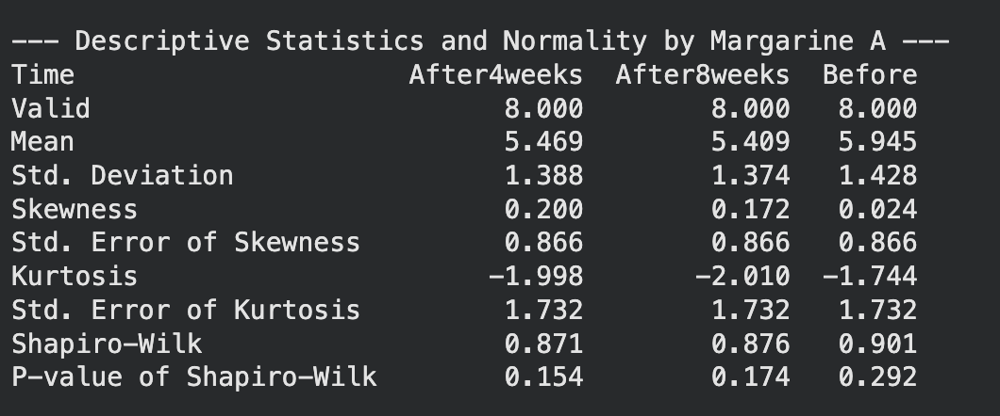 --- Descriptive Statistics and Normality by Margarine A ---
Time After4weeks After8weeks Before
Valid 8.000 8.000 8.000
Mean 5.469 5.409 5.945
Std. Deviation 1.388 1.374 1.428
Skewness 0.200 0.172 0.024
Std. Error of Skewness 0.866 0.866 0.866
Kurtosis -1.998 -2.010 -1.744
Std. Error of Kurtosis 1.732 1.732 1.732
Shapiro-Wilk 0.871 0.876 0.901
P-value of Shapiro-Wilk 0.154 0.174 0.292